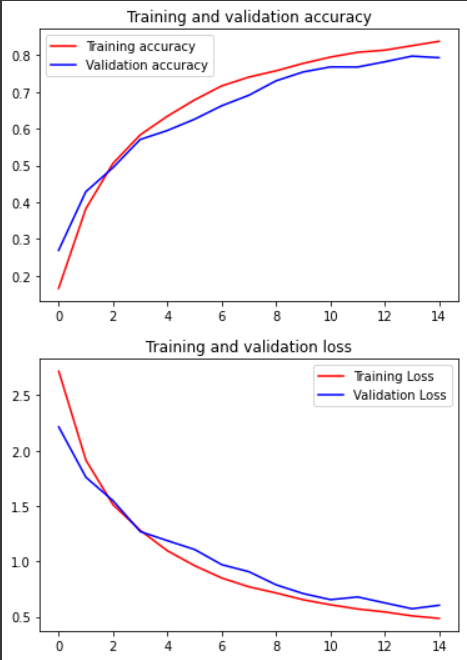 Training and validation accuracy
Training accuracy
Validation accuracy
0.8
0.7
0.6
0.5
0.4
0.3
0.2
0 2 4 6 8 10 12 14
Training and validation loss
Training Loss
Validation Loss
2.5
2.0
1.5
1.0
0.5
0 2 4 6 8 10 12 14